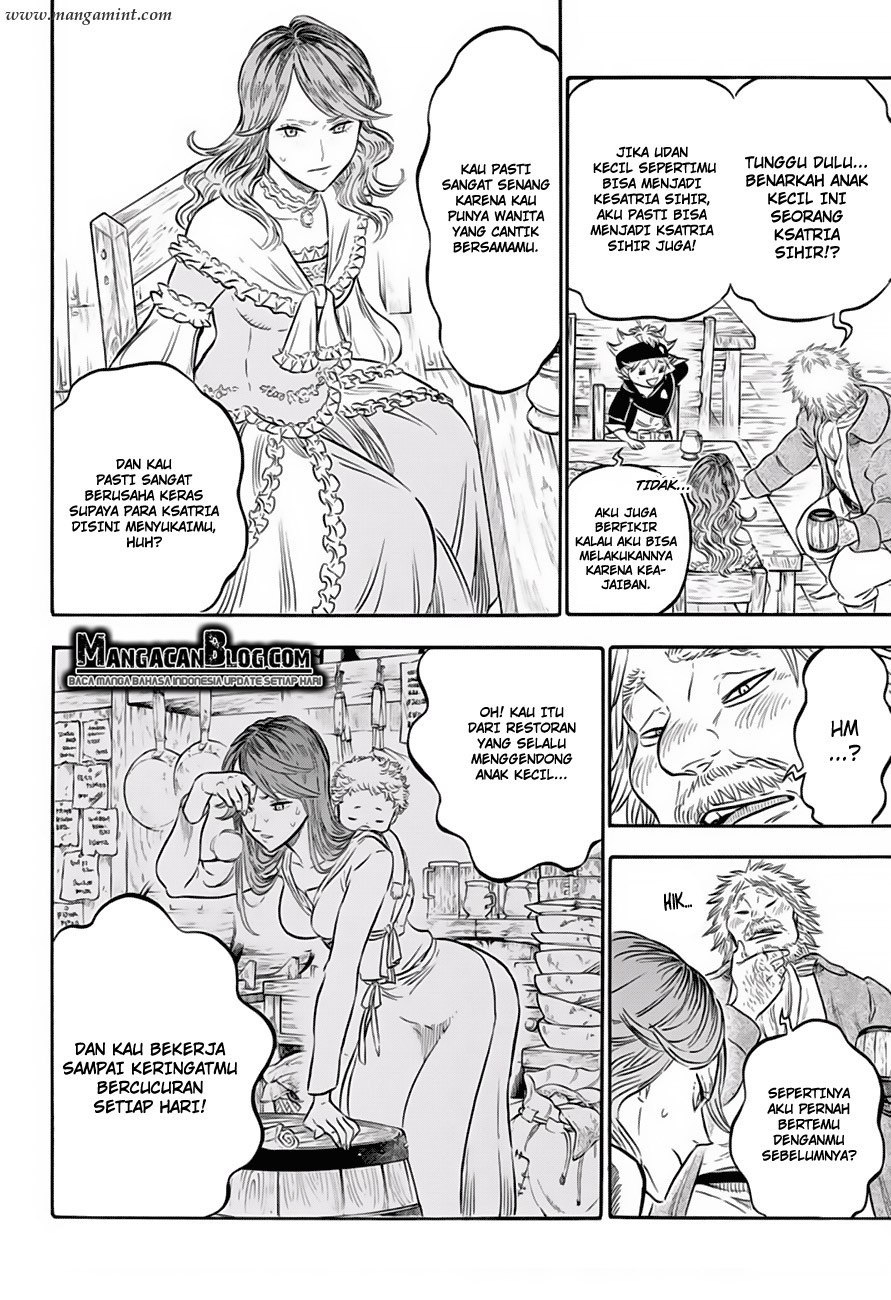 www.mangamint.com
TUNGGU DULU...
BENARKAH ANAK
KECIL INI
SEORANG
KSATRIA
SIHIR!?
JIKA UDAN
KECIL SEPERTIMU
BISA MENJADI
KESATRIA SIHIR,
AKU PASTI BISA
MENJADI KSATRIA
SIHIR JUGA!
TIDAK...
AKU JUGA
BERFIKIR
KALAU AKU BISA
MELAKUKANNYA
KARENA KEA-
JAIBAN.
KAU PASTI
SANGAT SENANG
KARENA KAU
PUNYA WANITA
YANG CANTIK
BERSAMAMU.
DAN KAU
PASTI SANGAT
BERUSAHA KERAS
SUPAYA PARA KSATRIA
DISINI MENYUKAIMU,
HUH?
HM
...?
HIK...
SEPERTINYA
AKU PERNAH
BERTEMU
DENGANMU
SEBELUMNYA?
MANGACANBLOG.COM
BACA MANGA BAHASA INDONESIA UPDATE SETIAP HARI
OH! KAU ITU
DARI RESTORAN
YANG SELALU
MENGGENDONG
ANAK KECIL...
DAN KAU BEKERJA
SAMPAI KERINGATMU
BERCUCURAN
SETIAP HARI!